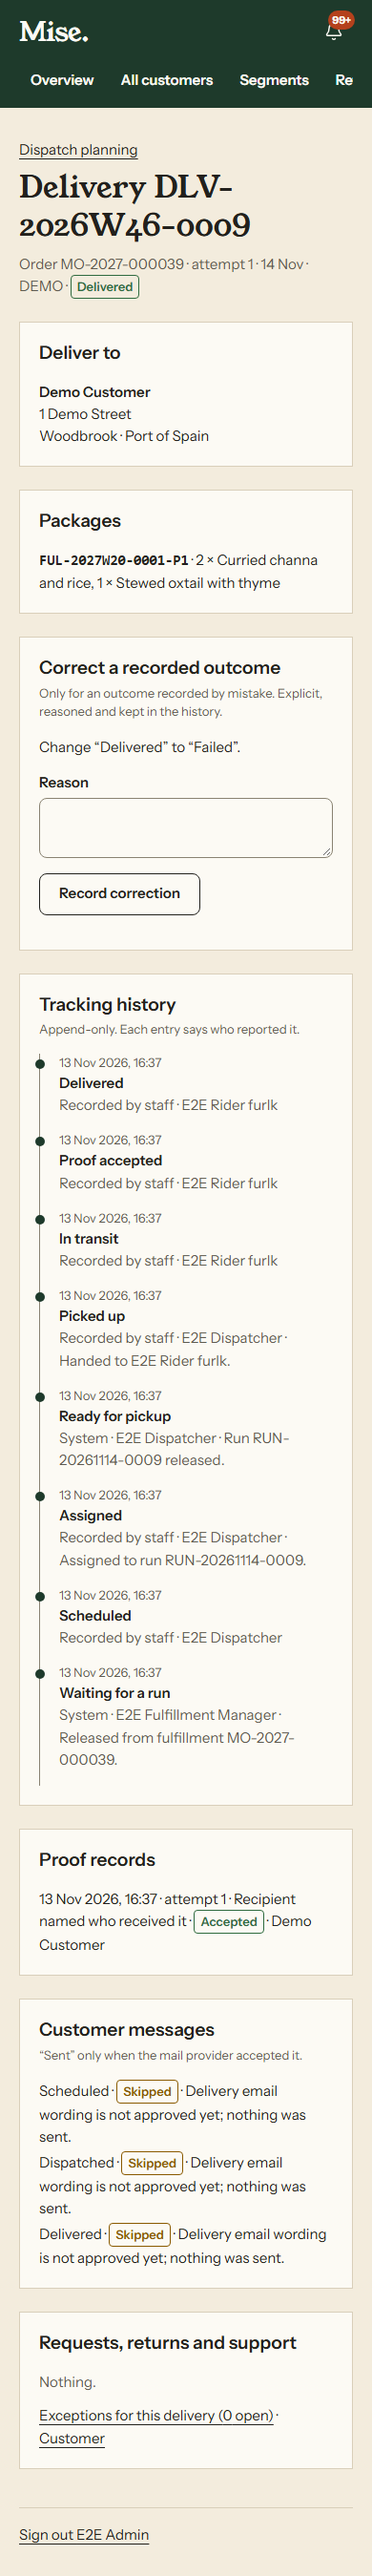 Mise.
99+
Overview All customers Segments Re
Dispatch planning
Delivery DLV-
2026W46-0009
Order MO-2027-000039 · attempt 1 · 14 Nov ·
DEMO · Delivered
Deliver to
Demo Customer
1 Demo Street
Woodbrook · Port of Spain
Packages
FUL-2027W20-0001-P1 · 2 × Curried channa
and rice, 1 × Stewed oxtail with thyme
Correct a recorded outcome
Only for an outcome recorded by mistake. Explicit,
reasoned and kept in the history.
Change “Delivered” to “Failed”.
Reason
Record correction
Tracking history
Append-only. Each entry says who reported it.
13 Nov 2026, 16:37
Delivered
Recorded by staff · E2E Rider furlk
13 Nov 2026, 16:37
Proof accepted
Recorded by staff · E2E Rider furlk
13 Nov 2026, 16:37
In transit
Recorded by staff · E2E Rider furlk
13 Nov 2026, 16:37
Picked up
Recorded by staff · E2E Dispatcher ·
Handed to E2E Rider furlk.
13 Nov 2026, 16:37
Ready for pickup
System · E2E Dispatcher · Run RUN-
20261114-0009 released.
13 Nov 2026, 16:37
Assigned
Recorded by staff · E2E Dispatcher ·
Assigned to run RUN-20261114-0009.
13 Nov 2026, 16:37
Scheduled
Recorded by staff · E2E Dispatcher
13 Nov 2026, 16:37
Waiting for a run
System · E2E Fulfillment Manager ·
Released from fulfillment MO-2027-
000039.
Proof records
13 Nov 2026, 16:37 · attempt 1 · Recipient
named who received it · Accepted · Demo
Customer
Customer messages
“Sent” only when the mail provider accepted it.
Scheduled · Skipped · Delivery email
wording is not approved yet; nothing was
sent.
Dispatched · Skipped · Delivery email
wording is not approved yet; nothing was
sent.
Delivered · Skipped · Delivery email wording
is not approved yet; nothing was sent.
Requests, returns and support
Nothing.
Exceptions for this delivery (0 open) ·
Customer
Sign out E2E Admin